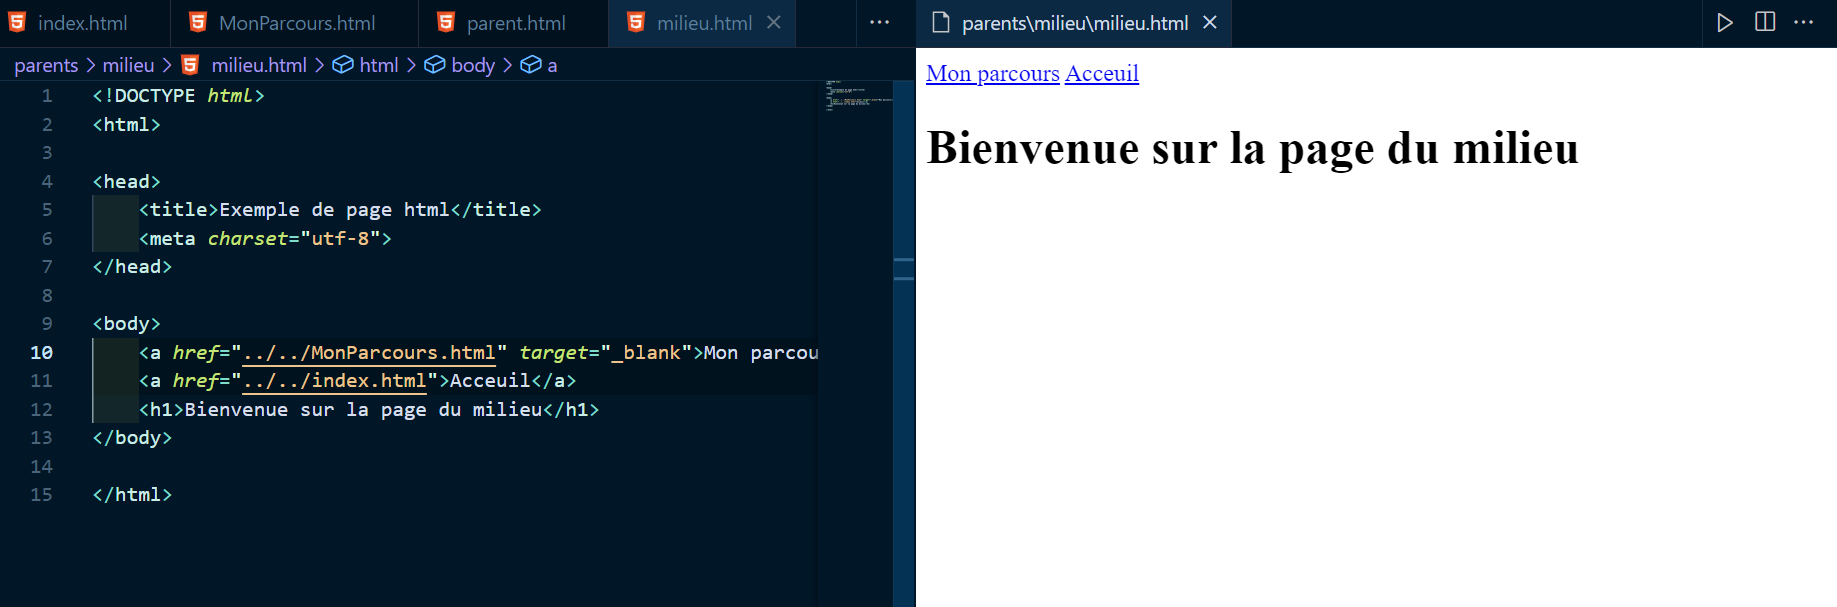 index.html MonParcours.html parent.html milieu.html
parents > milieu > milieu.html > html > body > a
1 <!DOCTYPE html>
2 <html>
3
4 <head>
5 <title>Exemple de page html</title>
6 <meta charset="utf-8">
7 </head>
8
9 <body>
10 <a href="../../MonParcours.html" target="_blank">Mon parcou
11 <a href="../../index.html">Acceuil</a>
12 <h1>Bienvenue sur la page du milieu</h1>
13 </body>
14
15 </html>
parents\milieu\milieu.html
Mon parcours Acceuil
Bienvenue sur la page du milieu